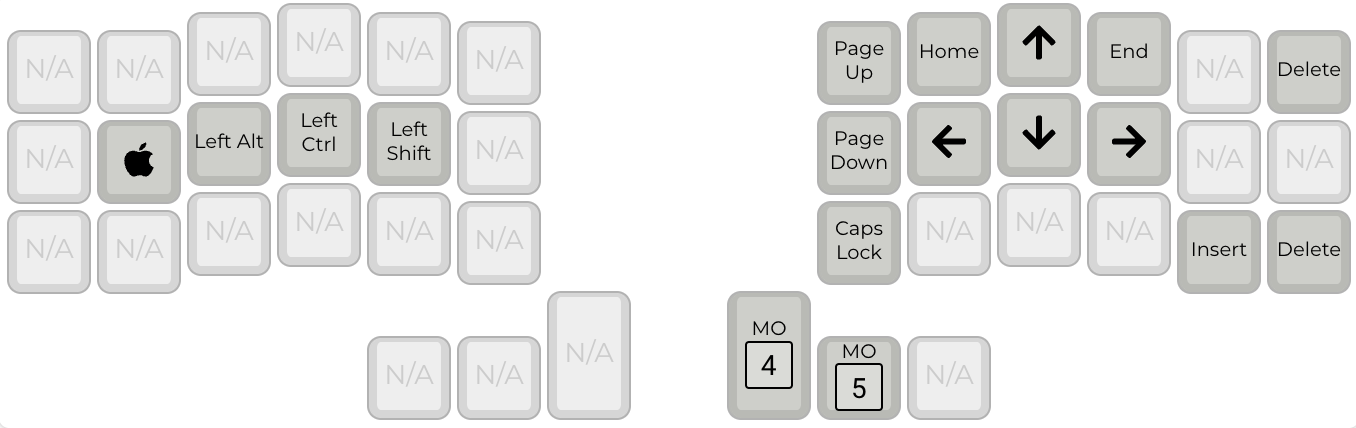 N/A N/A N/A N/A N/A N/A Page Up Home ↑ End N/A Delete
N/A Left Alt Left Ctrl Left Shift N/A Page Down ← ↓ → N/A N/A
N/A N/A N/A N/A N/A N/A Caps Lock N/A N/A N/A Insert Delete
N/A N/A N/A MO 4 MO 5 N/A